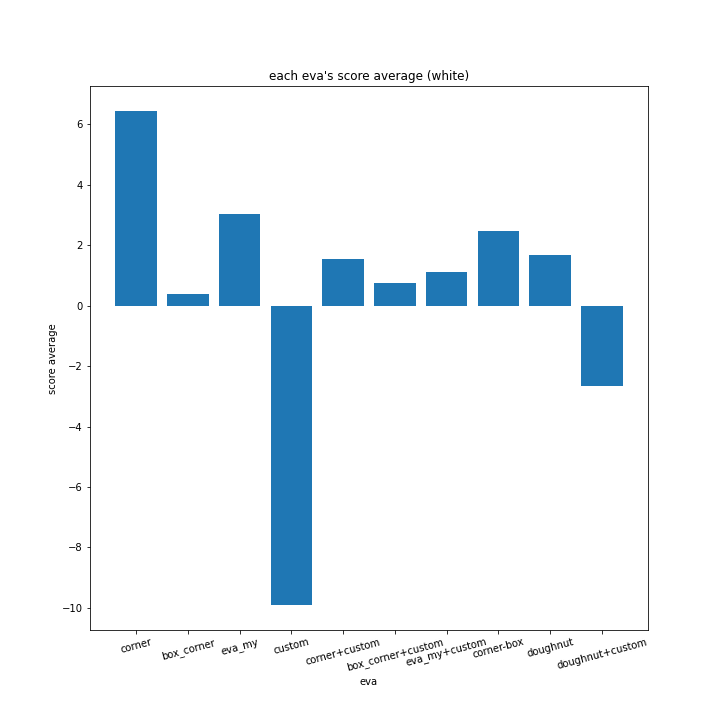 each eva's score average (white)
6
4
2
0
−2
−4
−6
−8
−10
score average
corner
box_corner
eva_my
custom
corner+custom
box_corner+custom
eva_my+custom
corner-box
doughnut
doughnut+custom
eva